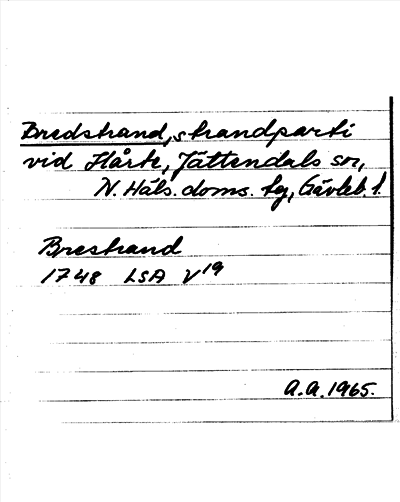 Bredstrand, strandparti
vid Hårte, Jättendals sn,
N. Häls. doms. tg, Gävleb. l.
Brestrand
1748 LSA V19
A.A. 1965.